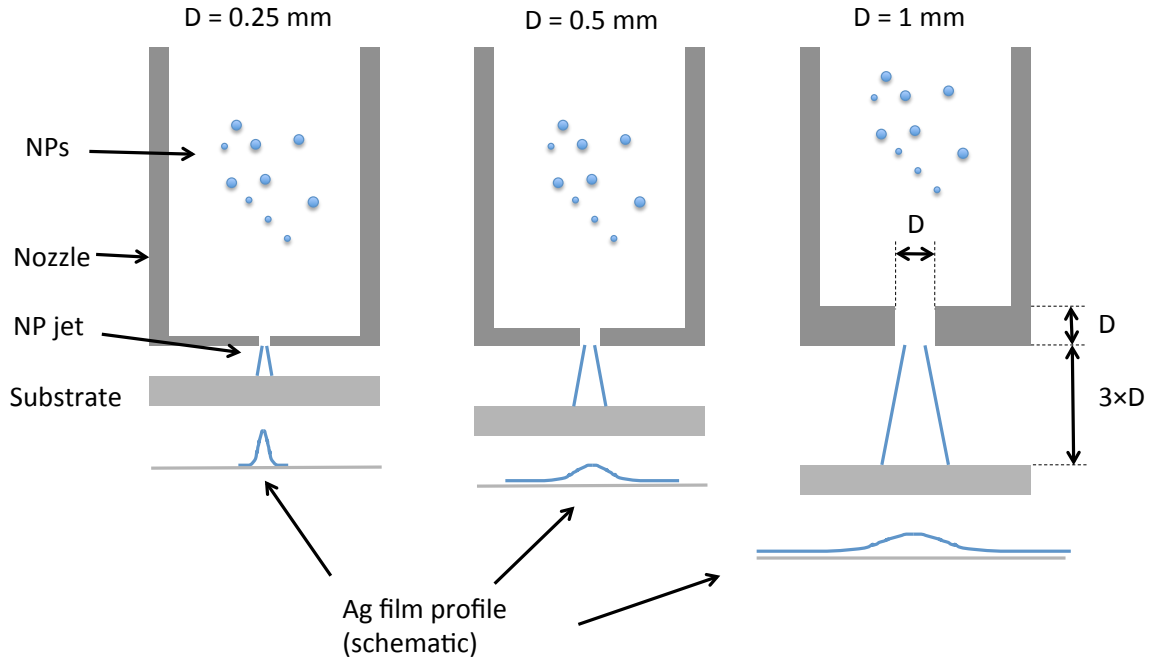 D = 0.25 mm
D = 0.5 mm
D = 1 mm
NPs
Nozzle
NP jet
Substrate
D
D
3×D
Ag film profile
(schematic)